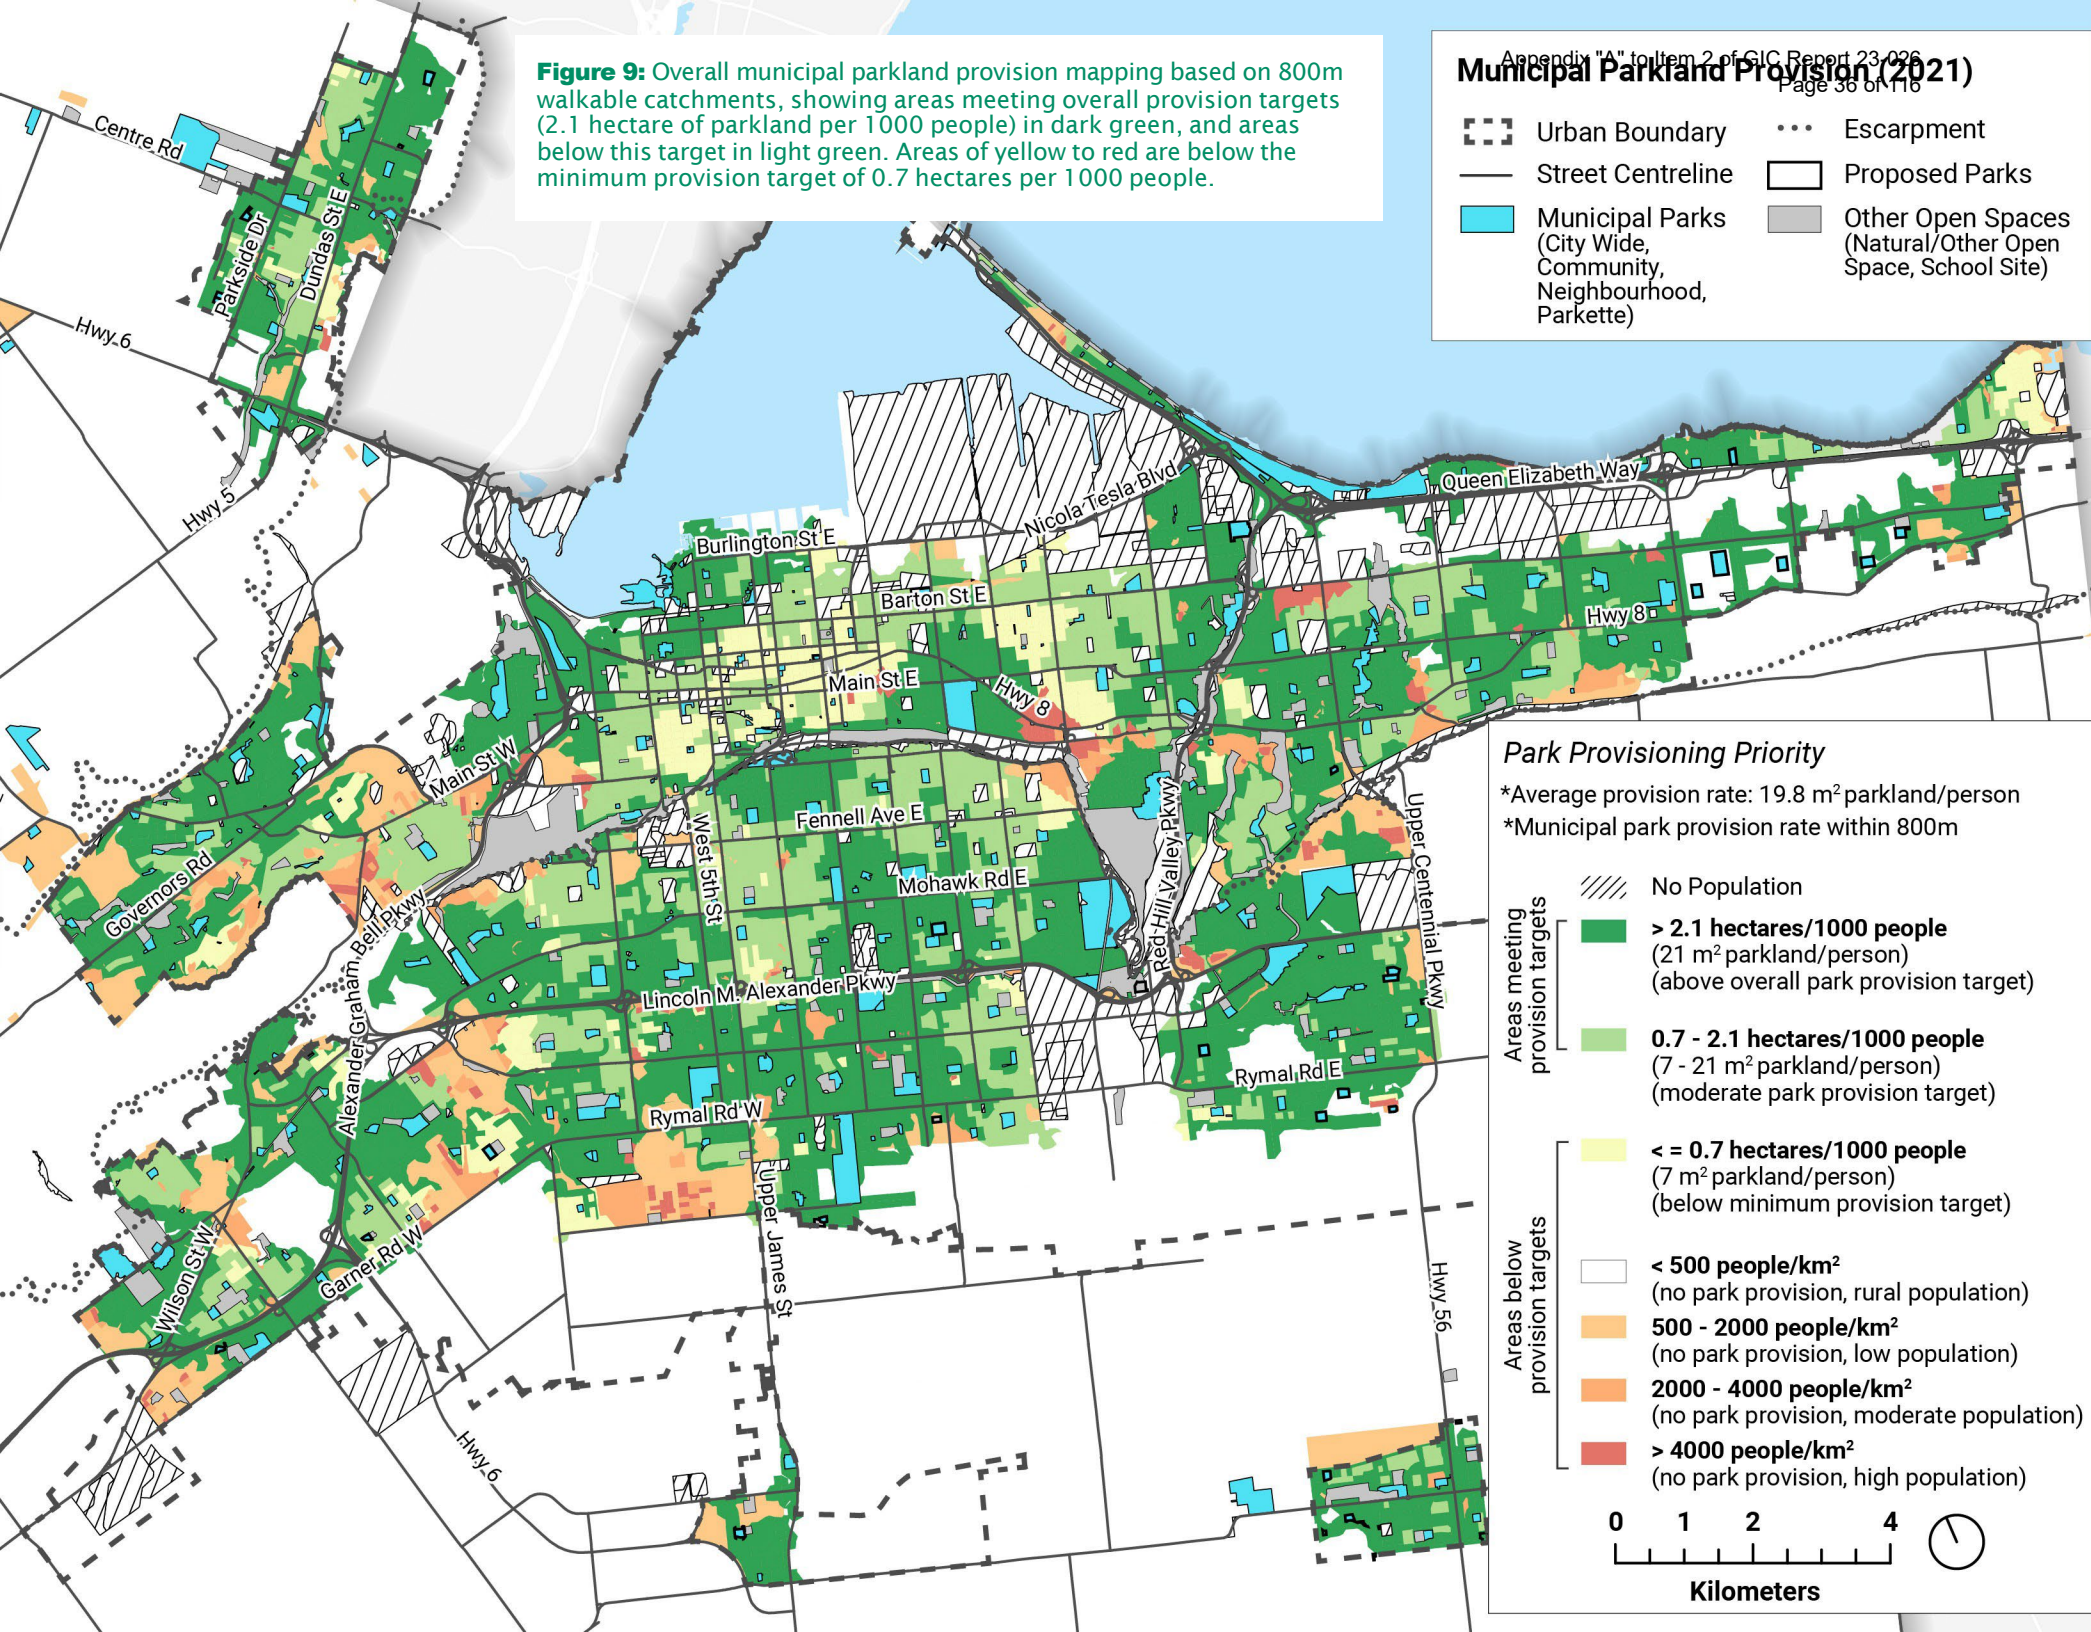 Figure 9: Overall municipal parkland provision mapping based on 800m
walkable catchments, showing areas meeting overall provision targets
(2.1 hectare of parkland per 1000 people) in dark green, and areas
below this target in light green. Areas of yellow to red are below the
minimum provision target of 0.7 hectares per 1000 people.
Appendix "A" to Item 2 of GIC Report 23-026
Page 36 of 116
Municipal Parkland Provision (2021)
Urban Boundary
Escarpment
Street Centreline
Proposed Parks
Municipal Parks
(City Wide,
Community,
Neighbourhood,
Parkette)
Other Open Spaces
(Natural/Other Open
Space, School Site)
Centre Rd
Parkside Dr
Dundas St E
Hwy 6
Hwy 5
Burlington St E
Nicola Tesla Blvd
Queen Elizabeth Way
Barton St E
Hwy 8
Main St E
Hwy 8
Main St W
Fennell Ave E
West 5th St
Mohawk Rd E
Red Hill Valley Pkwy
Upper Centennial Pkwy
Governors Rd
Alexander Graham Bell Pkwy
Lincoln M. Alexander Pkwy
Rymal Rd E
Rymal Rd W
Upper James St
Wilson St W
Garner Rd W
Hwy 56
Hwy 6
Park Provisioning Priority
*Average provision rate: 19.8 m² parkland/person
*Municipal park provision rate within 800m
No Population
Areas meeting
provision targets
> 2.1 hectares/1000 people
(21 m² parkland/person)
(above overall park provision target)
0.7 - 2.1 hectares/1000 people
(7 - 21 m² parkland/person)
(moderate park provision target)
Areas below
provision targets
< = 0.7 hectares/1000 people
(7 m² parkland/person)
(below minimum provision target)
< 500 people/km²
(no park provision, rural population)
500 - 2000 people/km²
(no park provision, low population)
2000 - 4000 people/km²
(no park provision, moderate population)
> 4000 people/km²
(no park provision, high population)
0 1 2 4
Kilometers